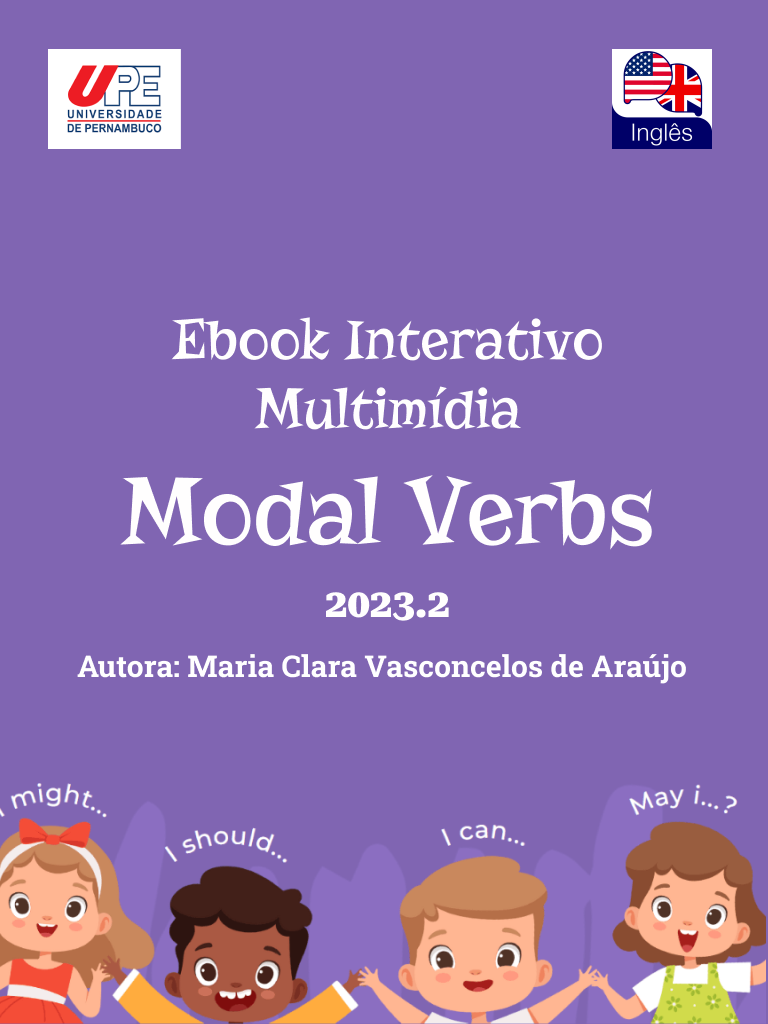 UPE
UNIVERSIDADE
DE PERNAMBUCO
Inglês
Ebook Interativo
Multimídia
Modal Verbs
2023.2
Autora: Maria Clara Vasconcelos de Araújo
I might...
I should...
I can...
May i...?